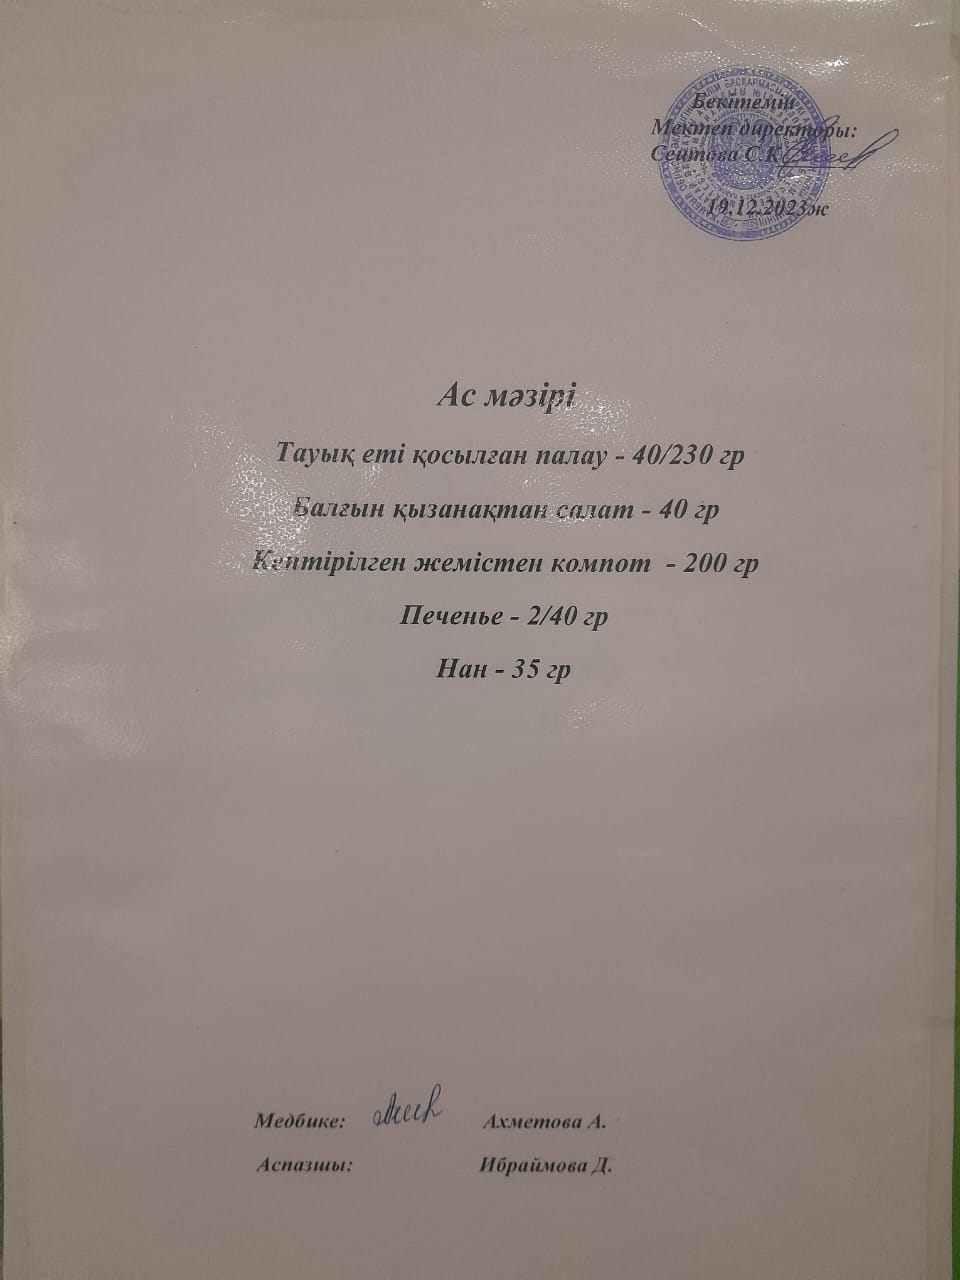 Бекітемін
Мектеп директоры:
Сеитова С.К
19.12.2023ж
Ас мәзірі
Тауық еті қосылған палау - 40/230 гр
Балғын қызанақтан салат - 40 гр
Кептірілген жемістен компот - 200 гр
Печенье - 2/40 гр
Нан - 35 гр
Медбике: Ахметова А.
Аспазшы: Ибраймова Д.